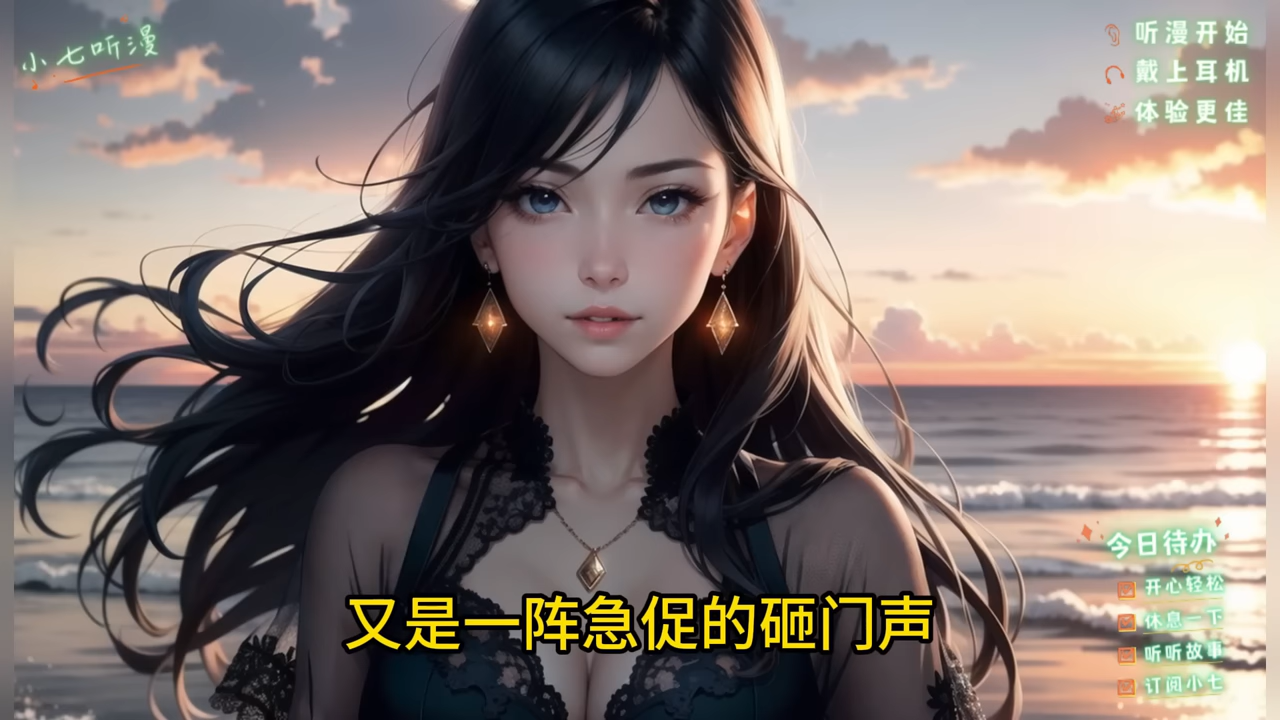 小七听漫
听漫开始
戴上耳机
体验更佳
今日待办
开心轻松
休息一下
听听故事
订阅小七
又是一阵急促的砸门声